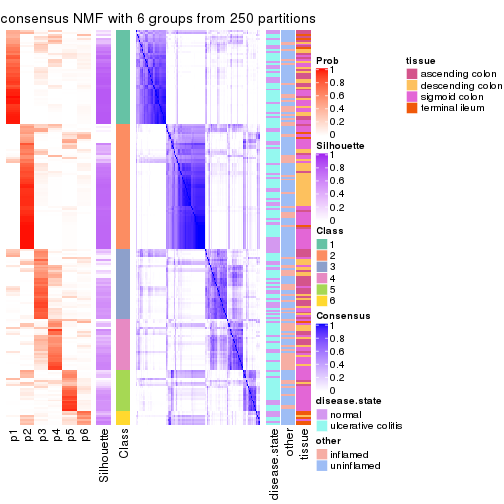 consensus NMF with 6 groups from 250 partitions
Prob
1
0.8
0.6
0.4
0.2
0
Silhouette
1
0.8
0.6
0.4
0.2
0
Class
1
2
3
4
5
6
Consensus
1
0.8
0.6
0.4
0.2
0
disease.state
normal
ulcerative colitis
other
inflamed
uninflamed
tissue
ascending colon
descending colon
sigmoid colon
terminal ileum
p1
p2
p3
p4
p5
p6
Silhouette
Class
disease.state
other
tissue